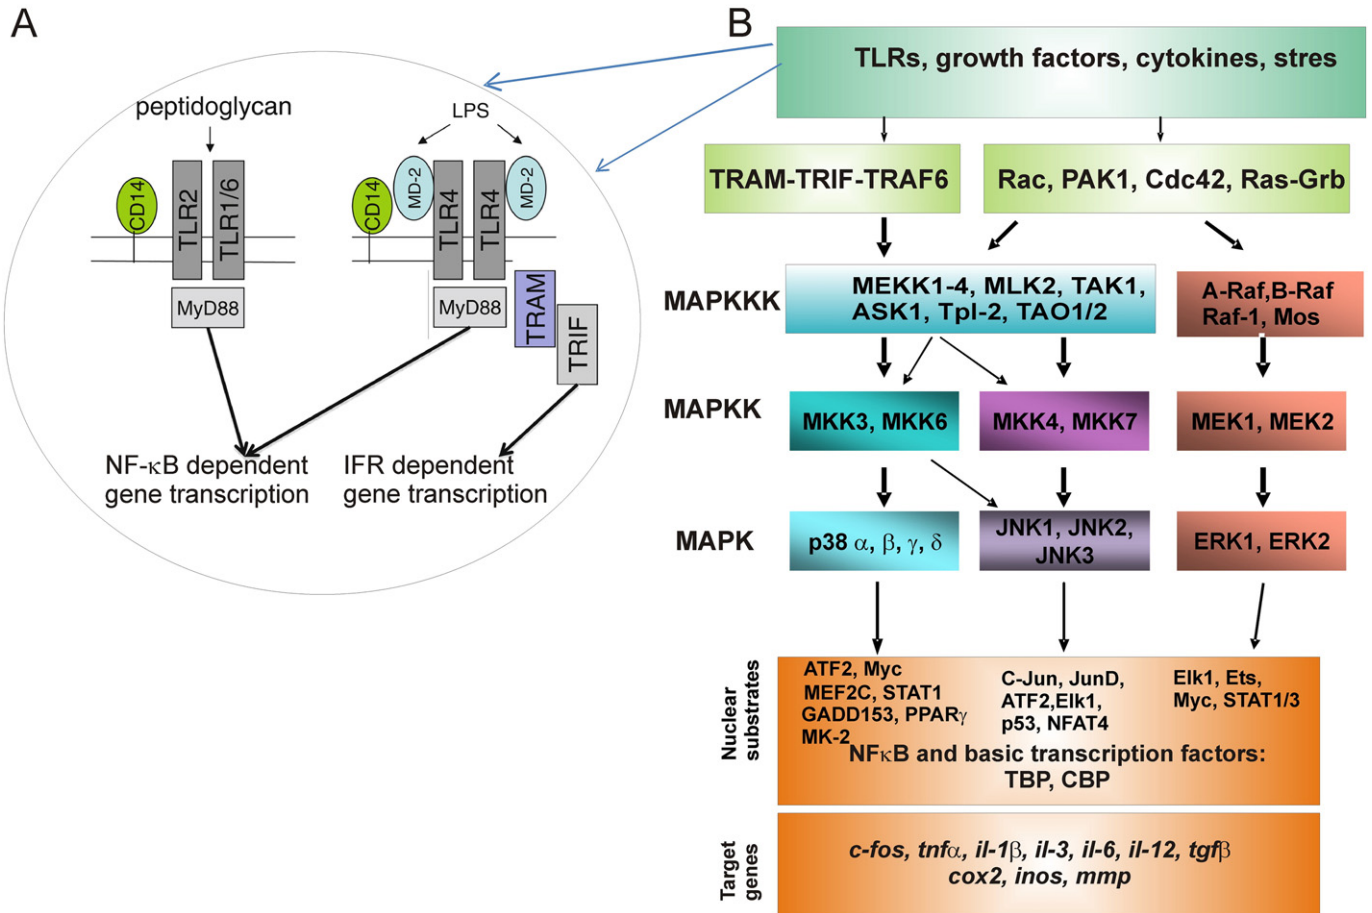 A
peptidoglycan
LPS
CD14
TLR2
TLR1/6
MyD88
CD14
MD-2
TLR4
TLR4
MD-2
MyD88
TRAM
TRIF
NF-κB dependent
gene transcription
IFR dependent
gene transcription
B
TLRs, growth factors, cytokines, stres
TRAM-TRIF-TRAF6
Rac, PAK1, Cdc42, Ras-Grb
MAPKKK
MEKK1-4, MLK2, TAK1,
ASK1, Tpl-2, TAO1/2
A-Raf,B-Raf
Raf-1, Mos
MAPKK
MKK3, MKK6
MKK4, MKK7
MEK1, MEK2
MAPK
p38 α, β, γ, δ
JNK1, JNK2,
JNK3
ERK1, ERK2
Nuclear
substrates
ATF2, Myc
MEF2C, STAT1
GADD153, PPARγ
MK-2
C-Jun, JunD,
ATF2,Elk1,
p53, NFAT4
Elk1, Ets,
Myc, STAT1/3
NFκB and basic transcription factors:
TBP, CBP
Target
genes
c-fos, tnfα, il-1β, il-3, il-6, il-12, tgfβ
cox2, inos, mmp